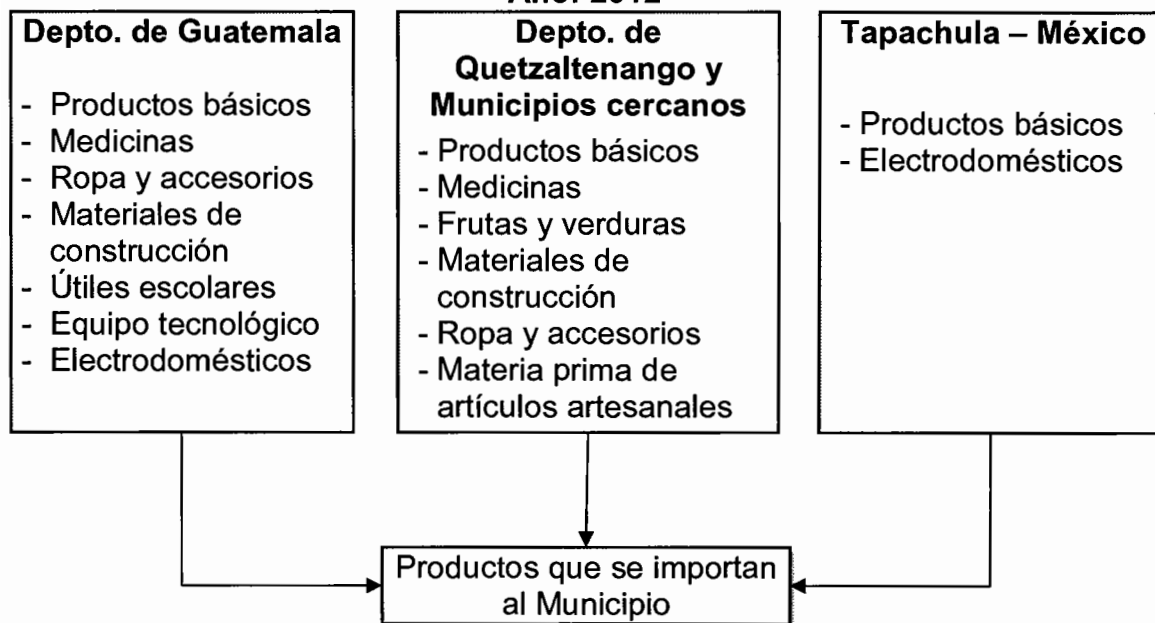 Año: 2012
Depto. de Guatemala
- Productos básicos
- Medicinas
- Ropa y accesorios
- Materiales de
construcción
- Útiles escolares
- Equipo tecnológico
- Electrodomésticos
Depto. de
Quetzaltenango y
Municipios cercanos
- Productos básicos
- Medicinas
- Frutas y verduras
- Materiales de
construcción
- Ropa y accesorios
- Materia prima de
artículos artesanales
Tapachula – México
- Productos básicos
- Electrodomésticos
Productos que se importan
al Municipio